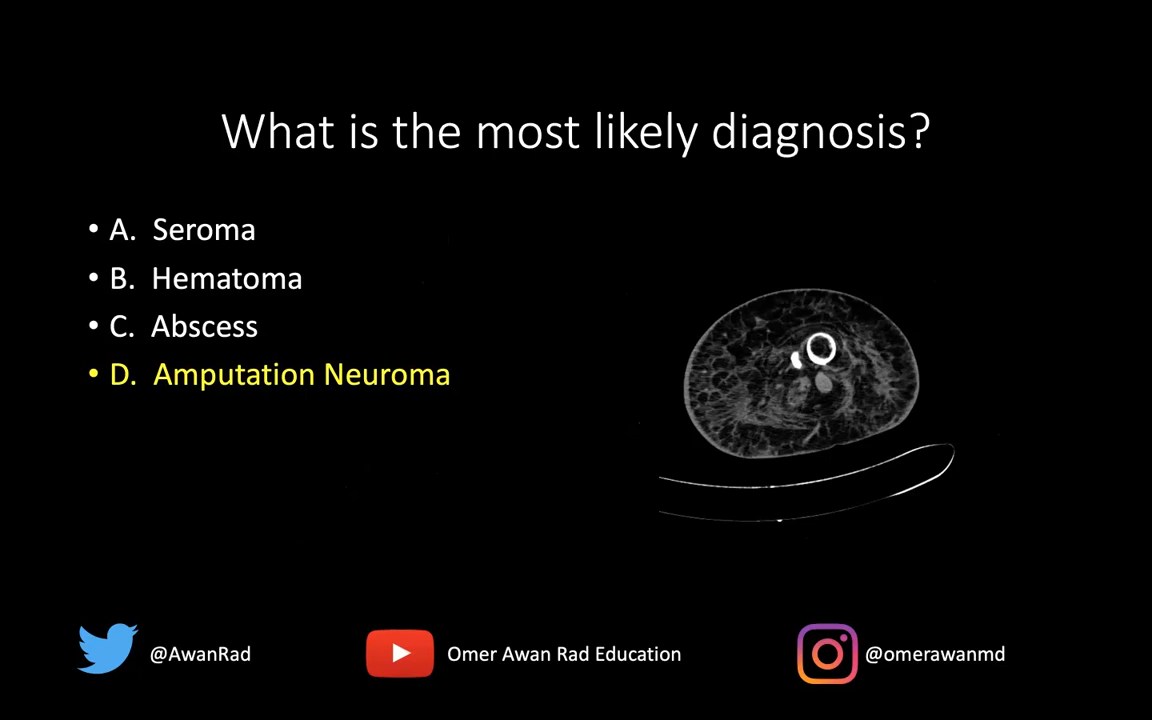 What is the most likely diagnosis?
• A. Seroma
• B. Hematoma
• C. Abscess
• D. Amputation Neuroma
@AwanRad
Omer Awan Rad Education
@omerawanmd